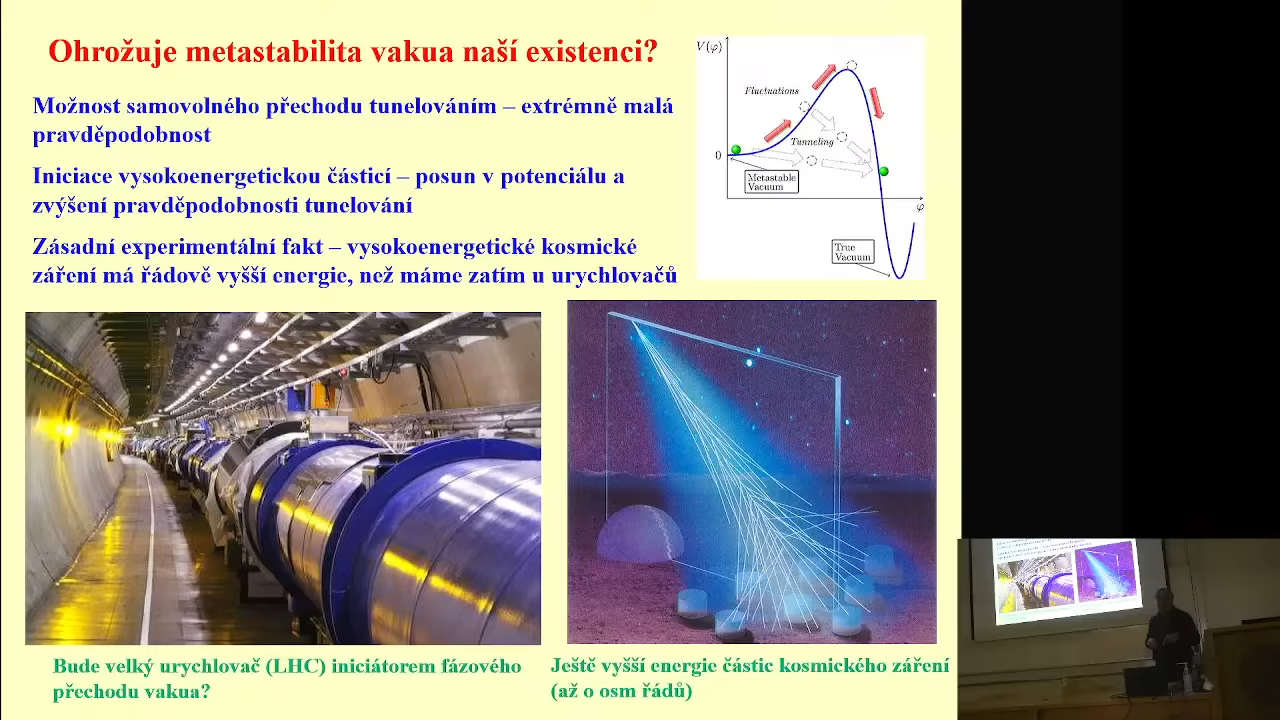 Ohrožuje metastabilita vakua naší existenci?
Možnost samovolného přechodu tunelováním – extrémně malá
pravděpodobnost
Iniciace vysokoenergetickou částicí – posun v potenciálu a
zvýšení pravděpodobnosti tunelování
Zásadní experimentální fakt – vysokoenergetické kosmické
záření má řádově vyšší energie, než máme zatím u urychlovačů
V(φ)
Fluctuations
Tunneling
0
Metastable
Vacuum
φ
True
Vacuum
Bude velký urychlovač (LHC) iniciátorem fázového
přechodu vakua?
Ještě vyšší energie částic kosmického záření
(až o osm řádů)